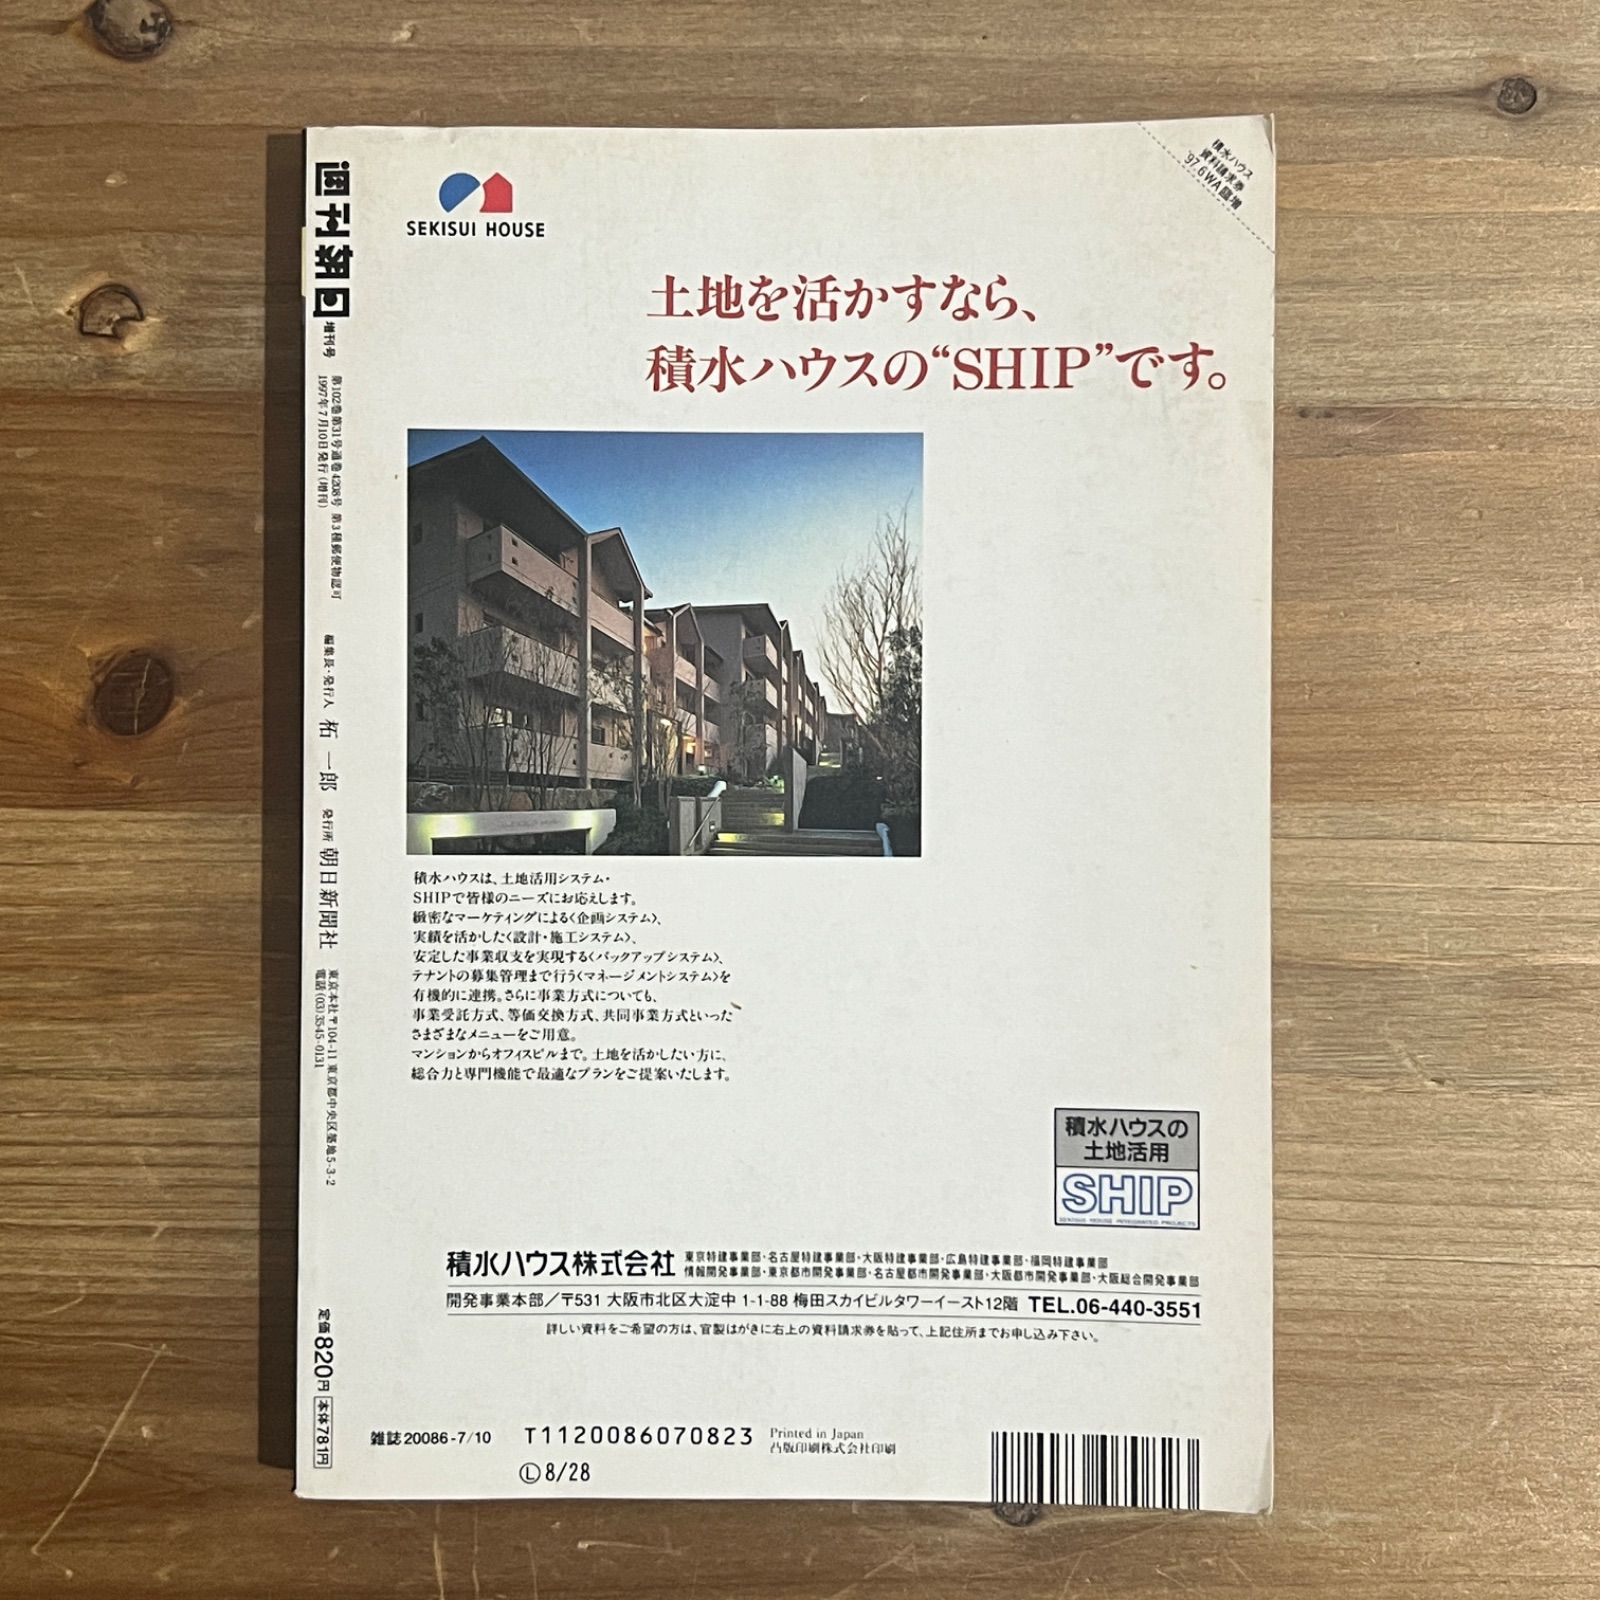 週刊朝日 増刊号
第102巻第31号通巻4208号 第3種郵便物認可
1997年7月10日発行(増刊)
編集長・発行人 柘 一郎
発行所 朝日新聞社
東京本社〒104-11 東京都中央区築地5-3-2
電話(03)3545-0131
定価820円
本体781円
SEKISUI HOUSE
積水ハウス
資料請求券
'97.6WA臨増
土地を活かすなら、
積水ハウスの“SHIP”です。
積水ハウスは、土地活用システム・
SHIPで皆様のニーズにお応えします。
緻密なマーケティングによる〈企画システム〉、
実績を活かした〈設計・施工システム〉、
安定した事業収支を実現する〈バックアップシステム〉、
テナントの募集管理まで行う〈マネージメントシステム〉を
有機的に連携。さらに事業方式についても、
事業受託方式、等価交換方式、共同事業方式といった
さまざまなメニューをご用意。
マンションからオフィスビルまで。土地を活かしたい方に、
総合力と専門機能で最適なプランをご提案いたします。
積水ハウスの
土地活用
SHIP
SEKISUI HOUSE INTEGRATED PROJECTS
積水ハウス株式会社
東京特建事業部・名古屋特建事業部・大阪特建事業部・広島特建事業部・福岡特建事業部
情報開発事業部・東京都市開発事業部・名古屋都市開発事業部・大阪都市開発事業部・大阪総合開発事業部
開発事業本部／〒531 大阪市北区大淀中 1-1-88 梅田スカイビルタワーイースト12階 TEL.06-440-3551
詳しい資料をご希望の方は、官製はがきに右上の資料請求券を貼って、上記住所までお申し込み下さい。
雑誌20086-7/10 T1120086070823
Printed in Japan
凸版印刷株式会社印刷
Ⓛ8/28